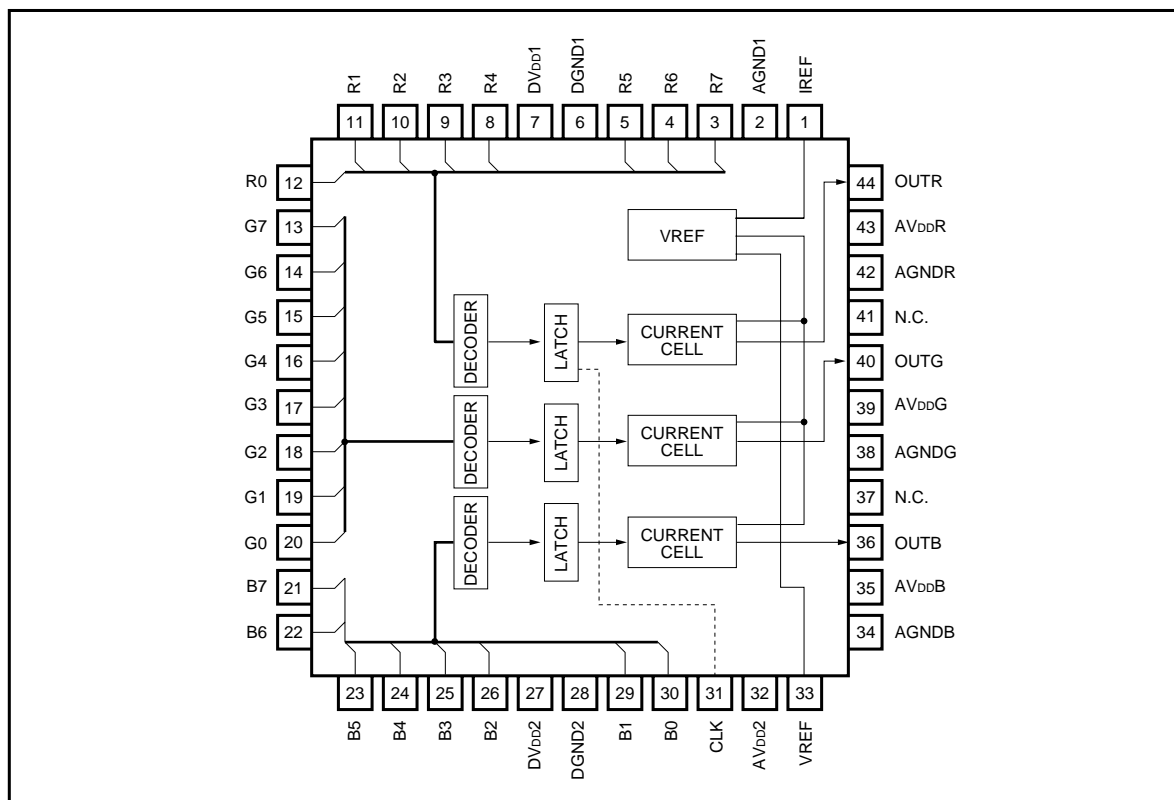 R1
R2
R3
R4
DVDD1
DGND1
R5
R6
R7
AGND1
IREF
11
10
9
8
7
6
5
4
3
2
1
R0 12
G7 13
G6 14
G5 15
G4 16
G3 17
G2 18
G1 19
G0 20
B7 21
B6 22
VREF
DECODER
LATCH
CURRENT
CELL
DECODER
LATCH
CURRENT
CELL
DECODER
LATCH
CURRENT
CELL
44 OUTR
43 AVDDR
42 AGNDR
41 N.C.
40 OUTG
39 AVDDG
38 AGNDG
37 N.C.
36 OUTB
35 AVDDB
34 AGNDB
23
24
25
26
27
28
29
30
31
32
33
B5
B4
B3
B2
DVDD2
DGND2
B1
B0
CLK
AVDD2
VREF